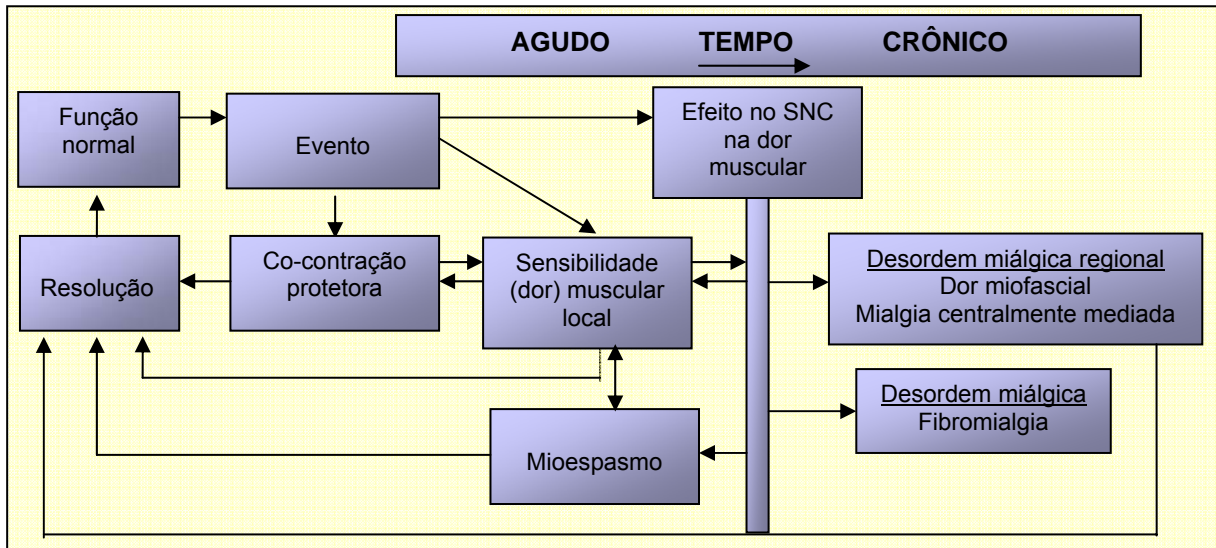 AGUDO TEMPO CRÔNICO
Função
normal
Evento
Efeito no SNC
na dor
muscular
Resolução
Co-contração
protetora
Sensibilidade
(dor) muscular
local
Desordem miálgica regional
Dor miofascial
Mialgia centralmente mediada
Desordem miálgica
Fibromialgia
Mioespasmo